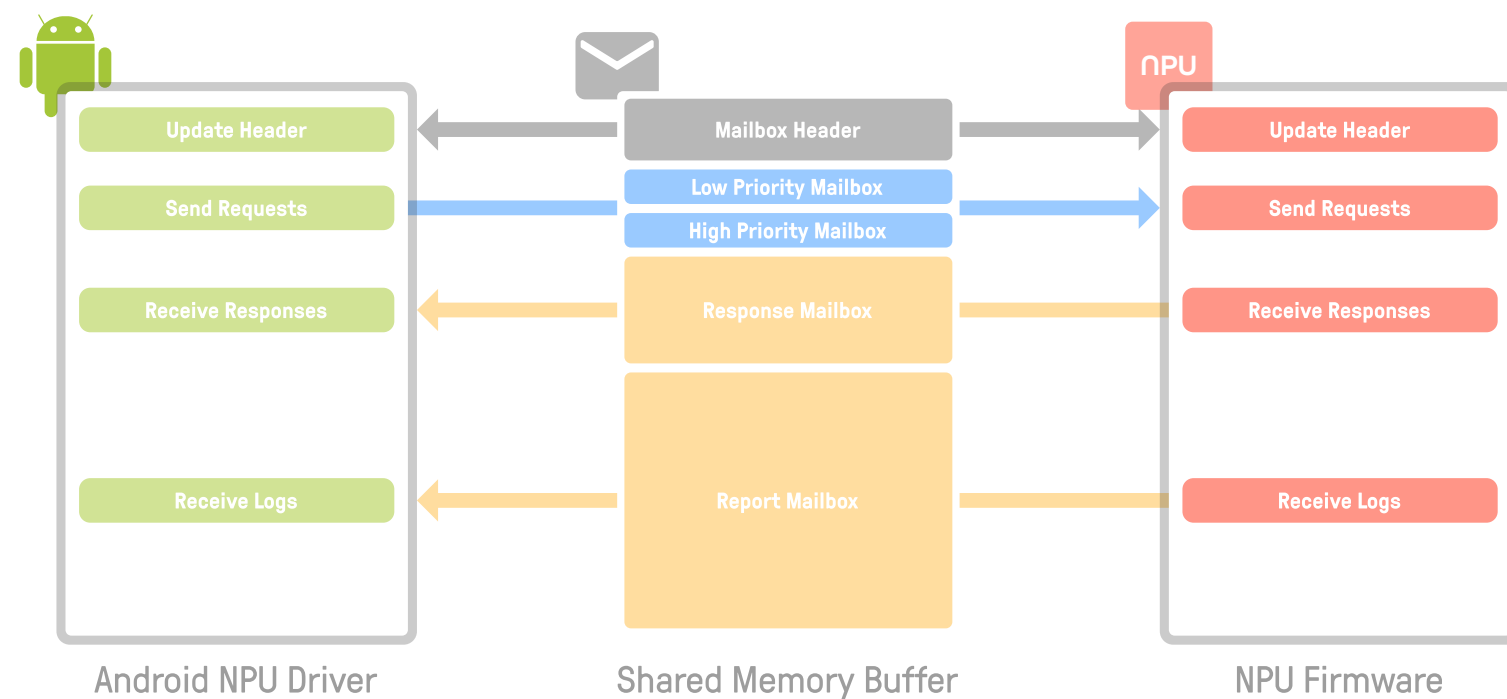 NPU
Update Header
Mailbox Header
Update Header
Low Priority Mailbox
Send Requests
Send Requests
High Priority Mailbox
Receive Responses
Response Mailbox
Receive Responses
Receive Logs
Report Mailbox
Receive Logs
Android NPU Driver
Shared Memory Buffer
NPU Firmware